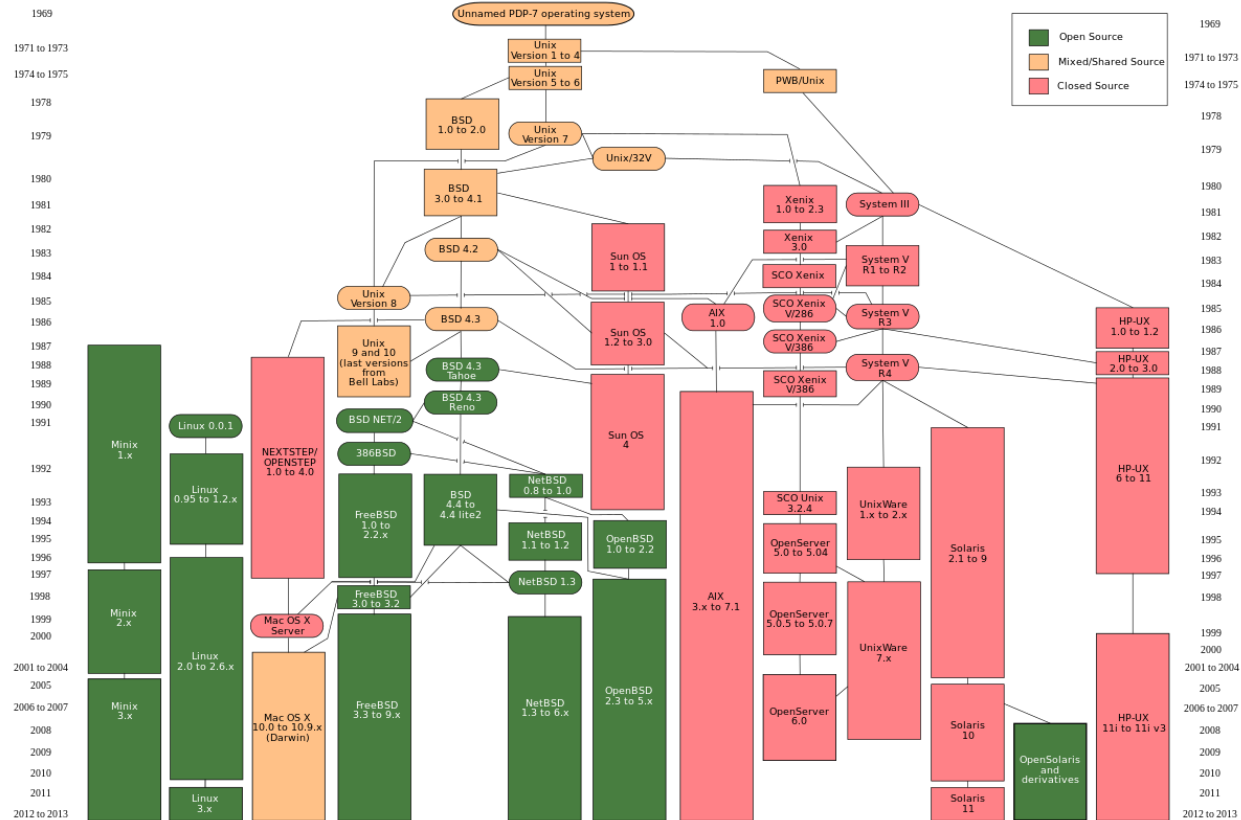 Unnamed PDP-7 operating system
1969
1971 to 1973
1974 to 1975
1978
1979
1980
1981
1982
1983
1984
1985
1986
1987
1988
1989
1990
1991
1992
1993
1994
1995
1996
1997
1998
1999
2000
2001 to 2004
2005
2006 to 2007
2008
2009
2010
2011
2012 to 2013
Open Source
Mixed/Shared Source
Closed Source
1969
1971 to 1973
1974 to 1975
1978
1979
1980
1981
1982
1983
1984
1985
1986
1987
1988
1989
1990
1991
1992
1993
1994
1995
1996
1997
1998
1999
2000
2001 to 2004
2005
2006 to 2007
2008
2009
2010
2011
2012 to 2013
Unix
Version 1 to 4
Unix
Version 5 to 6
PWB/Unix
BSD
1.0 to 2.0
Unix
Version 7
Unix/32V
BSD
3.0 to 4.1
Xenix
1.0 to 2.3
System III
Xenix
3.0
BSD 4.2
Sun OS
1 to 1.1
SCO Xenix
System V
R1 to R2
Unix
Version 8
SCO Xenix
V/286
AIX
1.0
System V
R3
BSD 4.3
HP-UX
1.0 to 1.2
Unix
9 and 10
(last versions
from
Bell Labs)
Sun OS
1.2 to 3.0
SCO Xenix
V/386
HP-UX
2.0 to 3.0
BSD 4.3
Tahoe
System V
R4
SCO Xenix
V/386
BSD 4.3
Reno
BSD NET/2
Linux 0.0.1
Minix
1.x
Sun OS
4
386BSD
NEXTSTEP/
OPENSTEP
1.0 to 4.0
HP-UX
6 to 11
Linux
0.95 to 1.2.x
NetBSD
0.8 to 1.0
BSD
4.4 to
4.4 lite2
SCO Unix
3.2.4
UnixWare
1.x to 2.x
FreeBSD
1.0 to
2.2.x
NetBSD
1.1 to 1.2
OpenBSD
1.0 to 2.2
OpenServer
5.0 to 5.04
Solaris
2.1 to 9
NetBSD 1.3
FreeBSD
3.0 to 3.2
AIX
3.x to 7.1
Minix
2.x
Mac OS X
Server
OpenServer
5.0.5 to 5.0.7
Linux
2.0 to 2.6.x
UnixWare
7.x
Minix
3.x
FreeBSD
3.3 to 9.x
NetBSD
1.3 to 6.x
OpenBSD
2.3 to 5.x
OpenServer
6.0
Mac OS X
10.0 to 10.9.x
(Darwin)
Solaris
10
HP-UX
11i to 11i v3
OpenSolaris
and
derivatives
Linux
3.x
Solaris
11